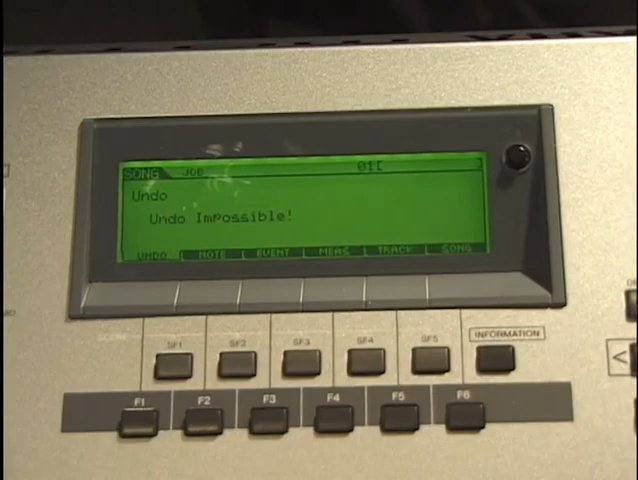 SONG Job 01[ ]
Undo
Undo Impossible!
UNDO NOTE EVENT MEAS TRACK SONG
SCENE SF1 SF2 SF3 SF4 SF5 INFORMATION
<
F1 F2 F3 F4 F5 F6